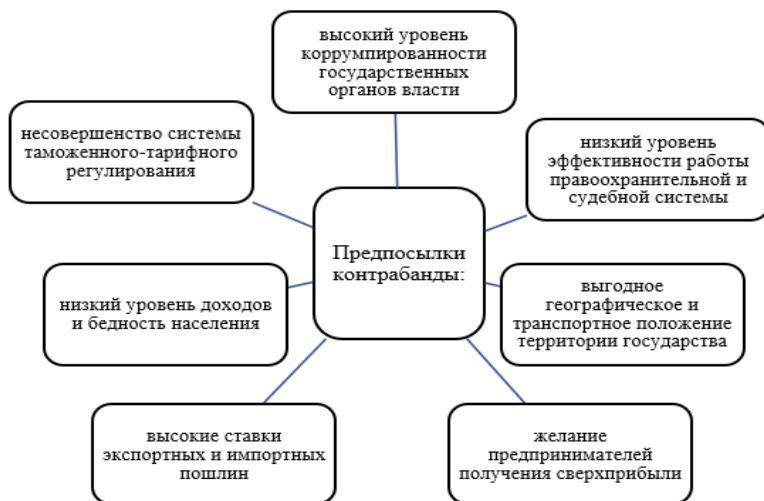 высокий уровень
коррумпированности
государственных
органов власти
несовершенство системы
таможенного-тарифного
регулирования
низкий уровень
эффективности работы
правоохранительной и
судебной системы
Предпосылки
контрабанды:
низкий уровень доходов
и бедность населения
выгодное
географическое и
транспортное положение
территории государства
высокие ставки
экспортных и импортных
пошлин
желание
предпринимателей
получения сверхприбыли